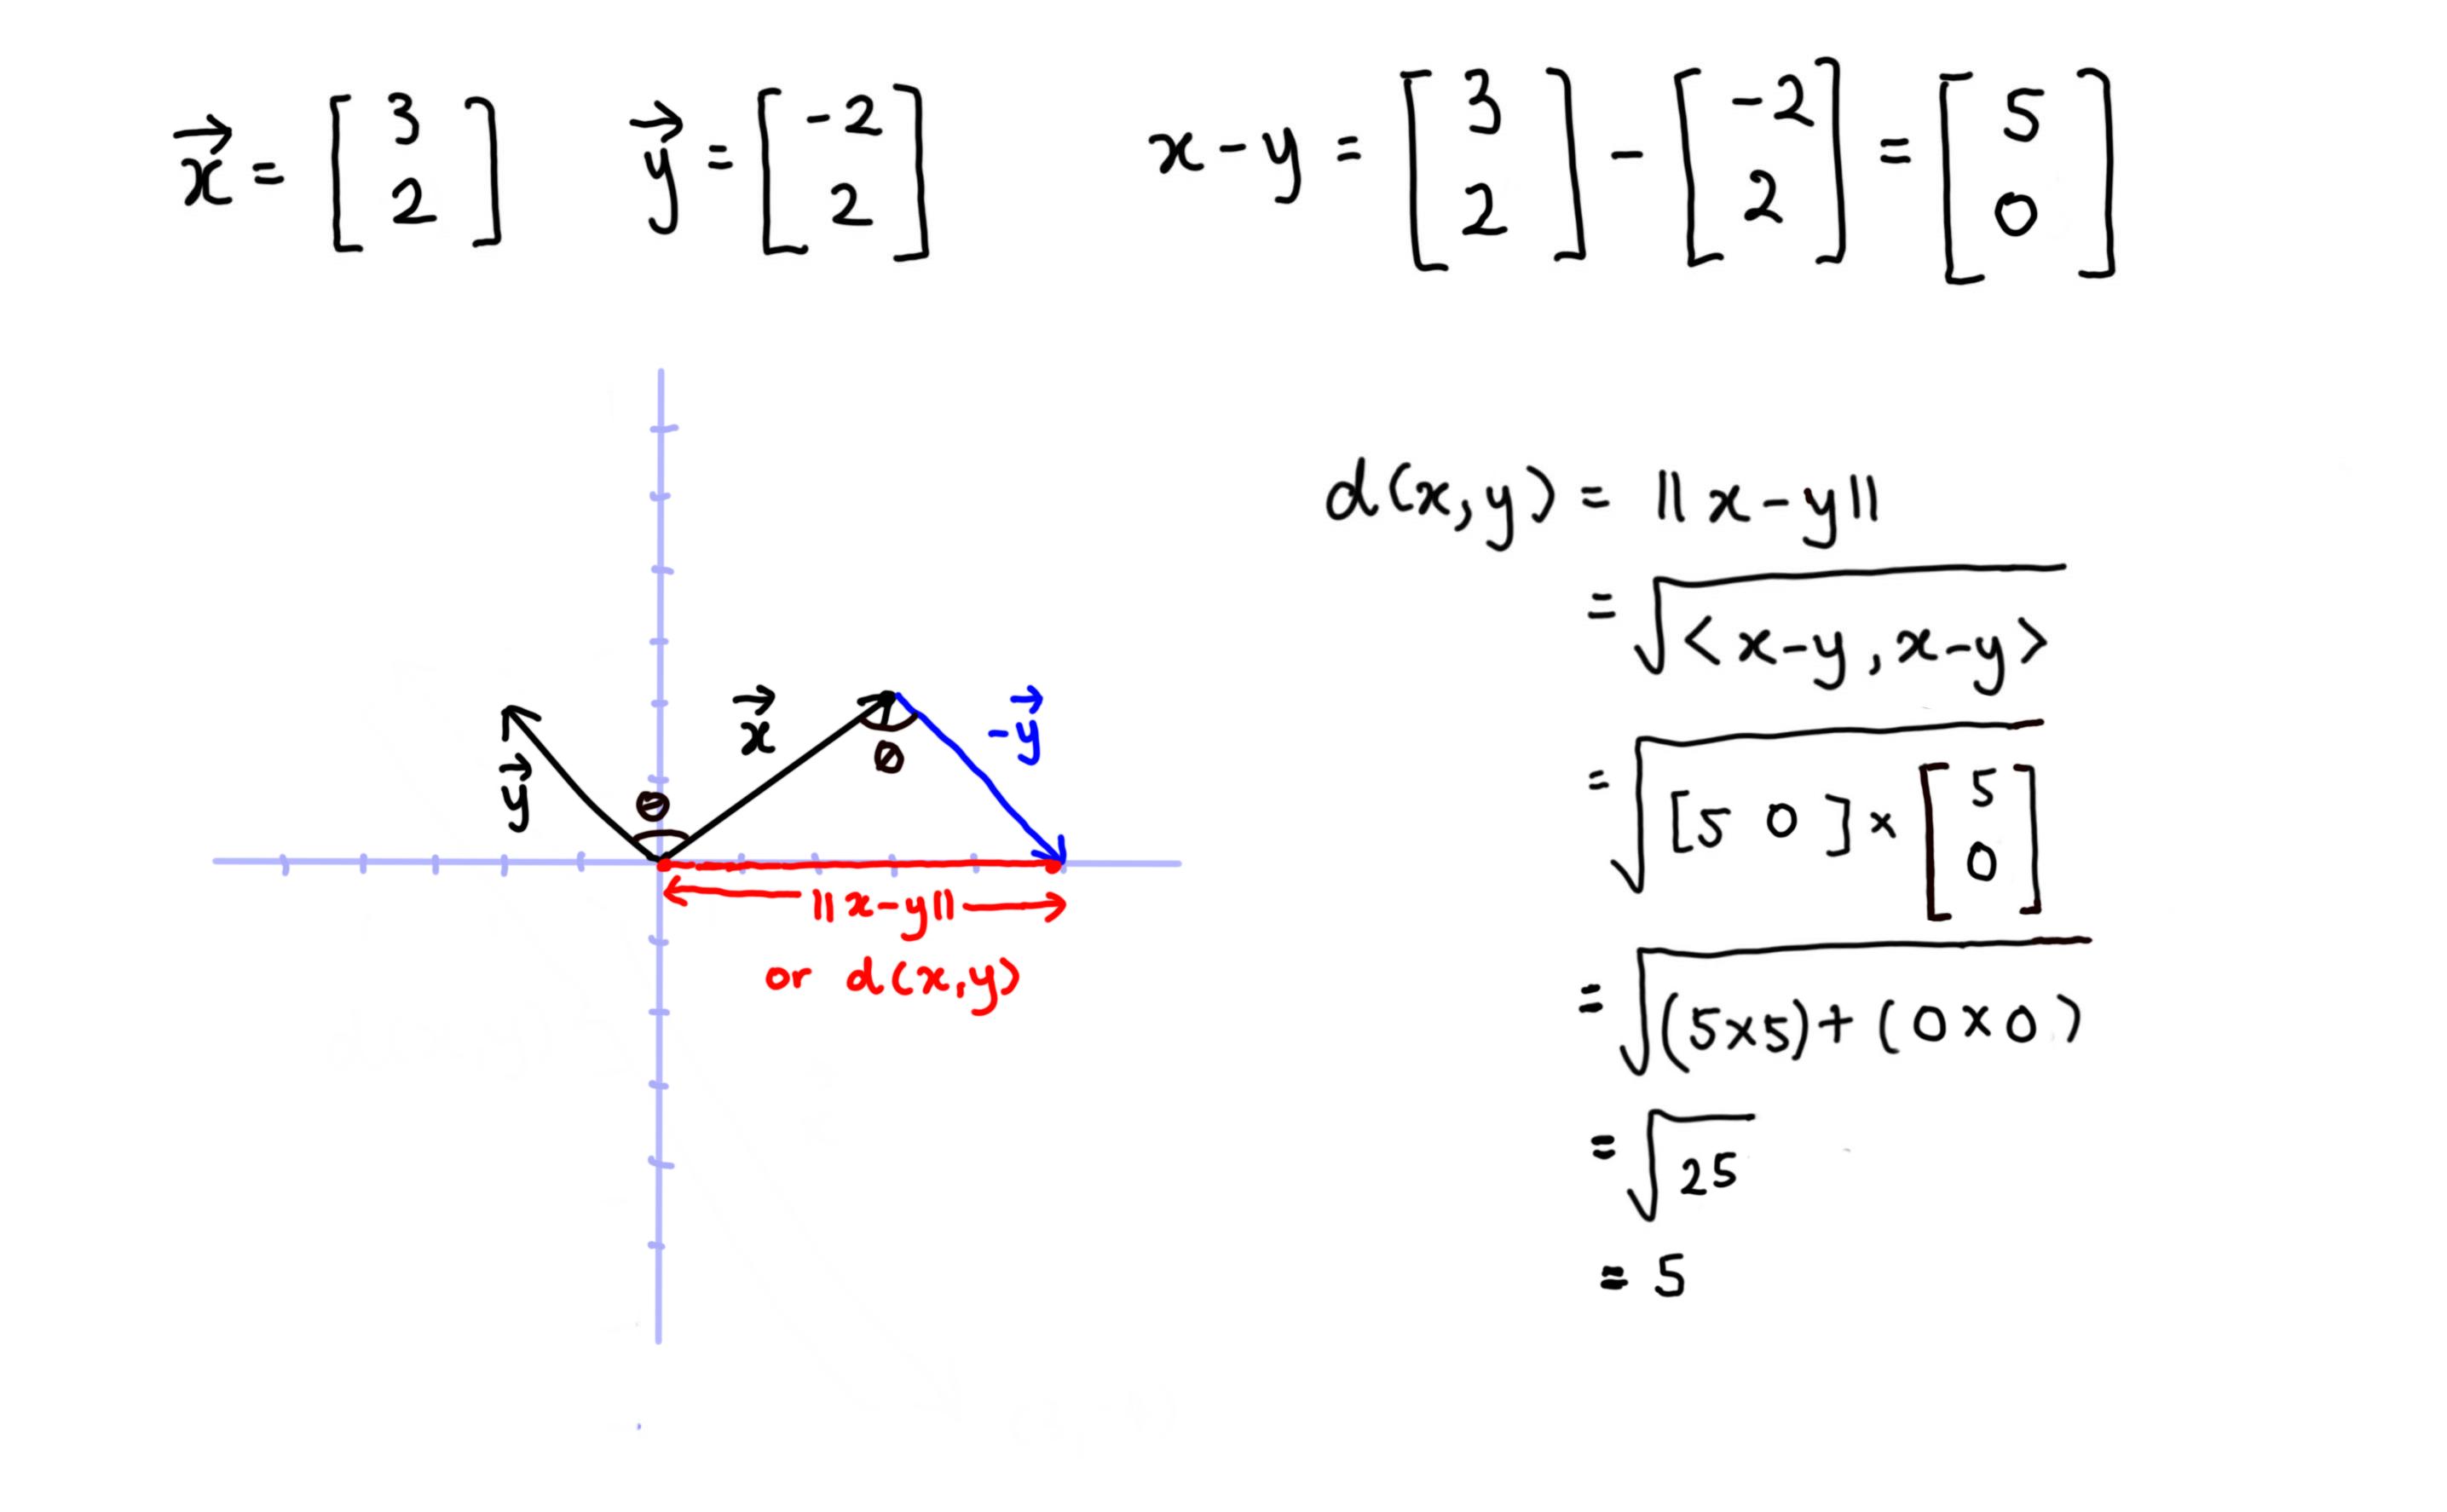 x⃗ = [ 3 2 ] y⃗ = [ -2 2 ] x-y = [ 3 2 ] - [ -2 2 ] = [ 5 0 ]
d(x,y) = ||x-y||
= √<x-y,x-y>
= √[5 0]×[ 5 0 ]
= √(5×5)+(0×0)
= √25
= 5
y⃗
x⃗
-y⃗
θ
θ
||x-y||
or d(x,y)